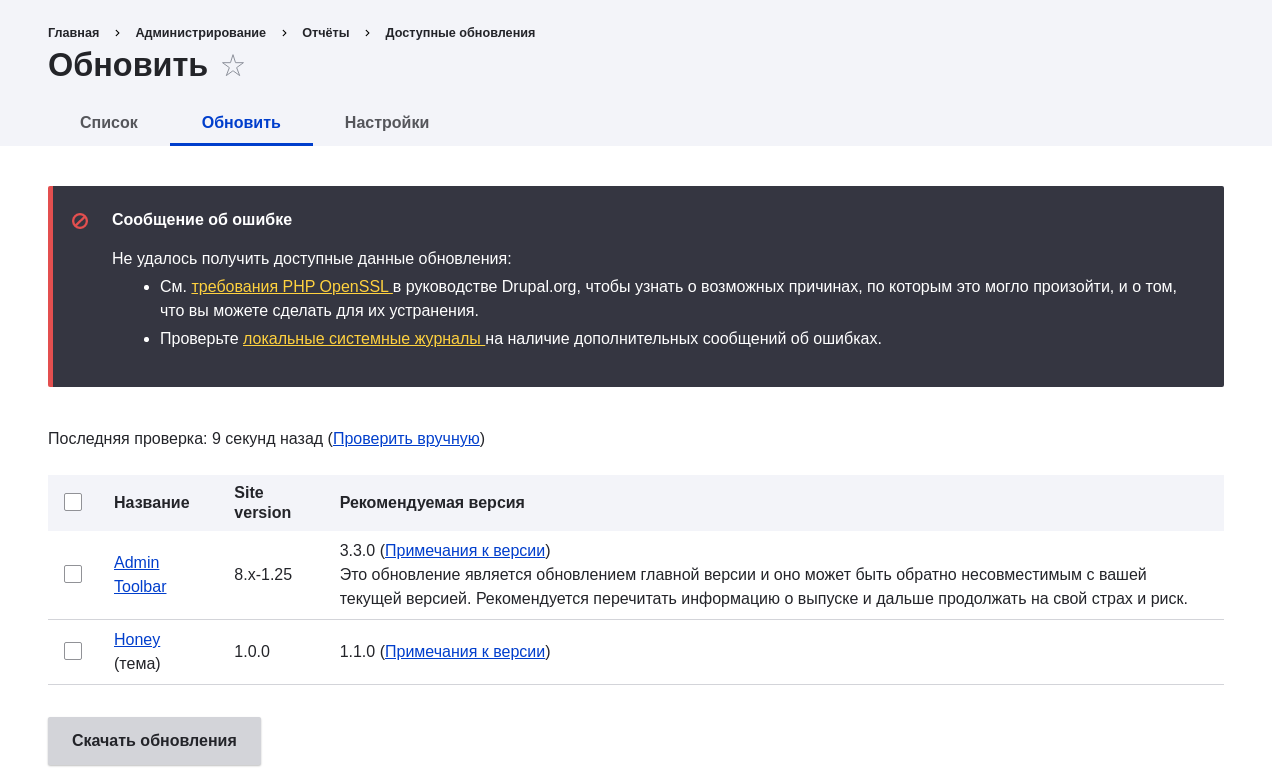 Главная › Администрирование › Отчёты › Доступные обновления
Обновить
Список Обновить Настройки
Сообщение об ошибке
Не удалось получить доступные данные обновления:
• См. требования PHP OpenSSL в руководстве Drupal.org, чтобы узнать о возможных причинах, по которым это могло произойти, и о том,
что вы можете сделать для их устранения.
• Проверьте локальные системные журналы на наличие дополнительных сообщений об ошибках.
Последняя проверка: 9 секунд назад (Проверить вручную)
Название Site version Рекомендуемая версия
Admin Toolbar 8.x-1.25 3.3.0 (Примечания к версии)
Это обновление является обновлением главной версии и оно может быть обратно несовместимым с вашей
текущей версией. Рекомендуется перечитать информацию о выпуске и дальше продолжать на свой страх и риск.
Honey (тема) 1.0.0 1.1.0 (Примечания к версии)
Скачать обновления